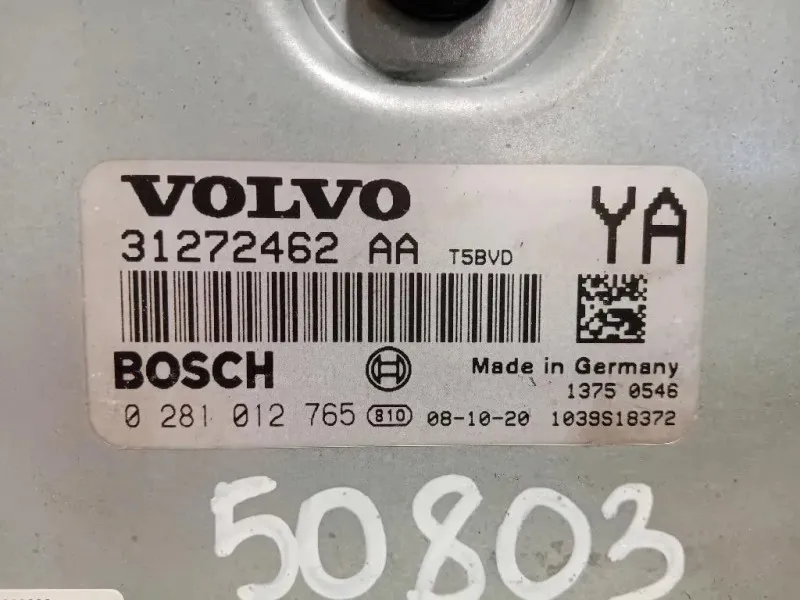 VOLVO
31272462 AA T5BVD YA
BOSCH Made in Germany
1375 0546
0 281 012 765 810 08-10-20 1039S18372
50803